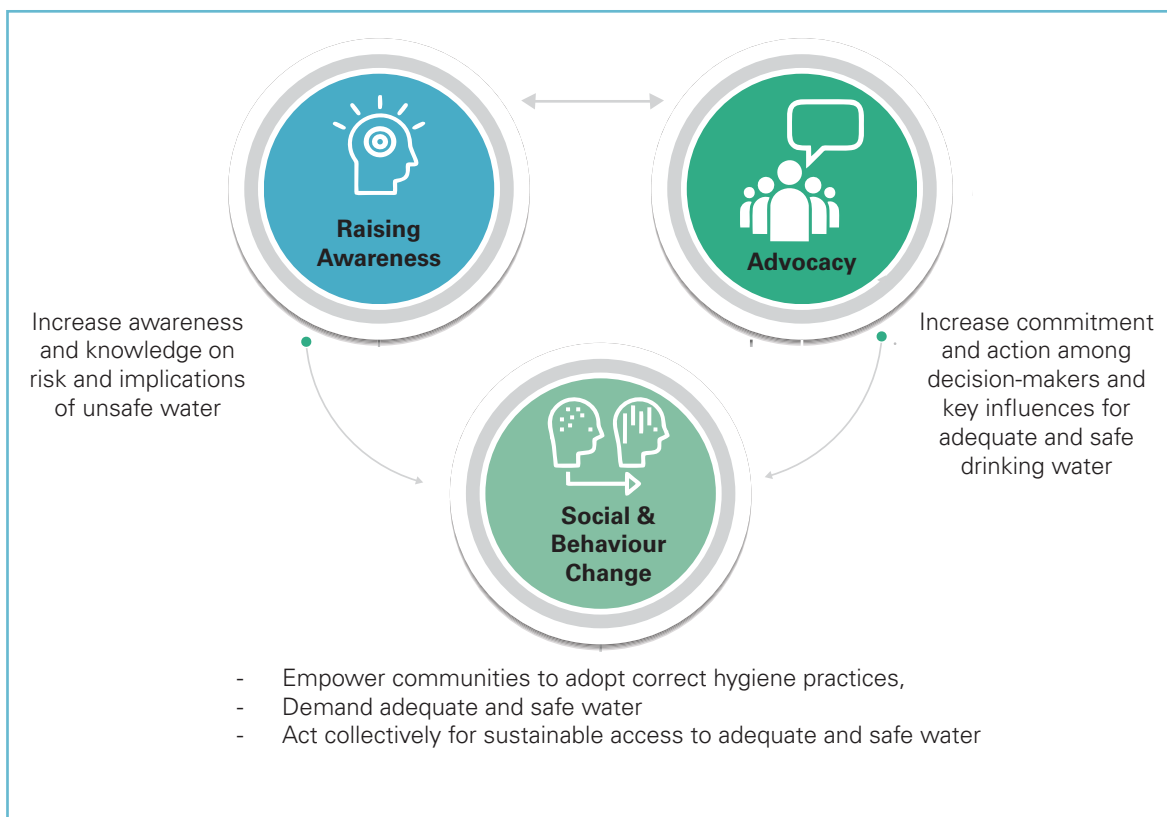 Raising
Awareness
Advocacy
Increase awareness
and knowledge on
risk and implications
of unsafe water
Increase commitment
and action among
decision-makers and
key influences for
adequate and safe
drinking water
Social &
Behaviour
Change
- Empower communities to adopt correct hygiene practices,
- Demand adequate and safe water
- Act collectively for sustainable access to adequate and safe water